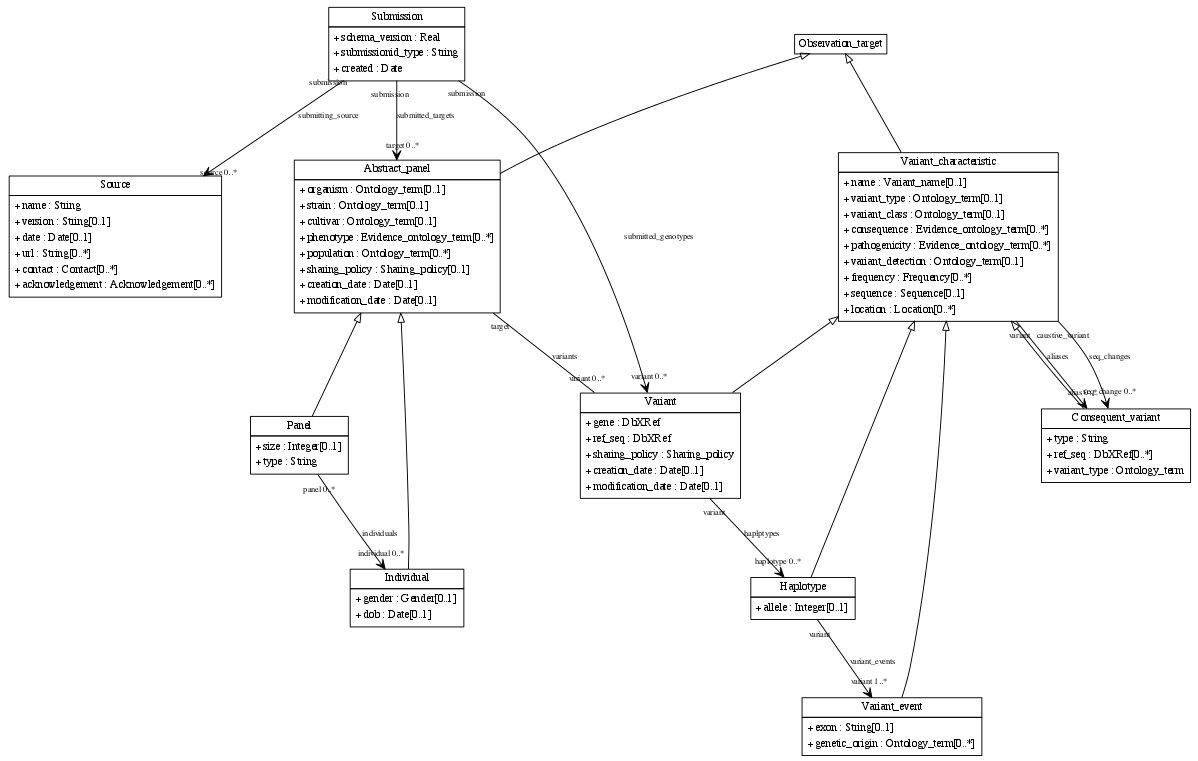 Submission
+ schema_version : Real
+ submissionid_type : String
+ created : Date
Observation_target
submission
submission
submission
submitting_source
submitted_targets
target 0..*
source 0..*
Abstract_panel
+ organism : Ontology_term[0..1]
+ strain : Ontology_term[0..1]
+ cultivar : Ontology_term[0..1]
+ phenotype : Evidence_ontology_term[0..*]
+ population : Ontology_term[0..*]
+ sharing_policy : Sharing_policy[0..1]
+ creation_date : Date[0..1]
+ modification_date : Date[0..1]
Variant_characteristic
+ name : Variant_name[0..1]
+ variant_type : Ontology_term[0..1]
+ variant_class : Ontology_term[0..1]
+ consequence : Evidence_ontology_term[0..*]
+ pathogenicity : Evidence_ontology_term[0..*]
+ variant_detection : Ontology_term[0..1]
+ frequency : Frequency[0..*]
+ sequence : Sequence[0..1]
+ location : Location[0..*]
Source
+ name : String
+ version : String[0..1]
+ date : Date[0..1]
+ url : String[0..*]
+ contact : Contact[0..*]
+ acknowledgement : Acknowledgement[0..*]
submitted_genotypes
target
variants
variant 0..*
variant 0..*
variant
caustive_variant
aliases
seq_changes
seq_change 0..*
Variant
+ gene : DbXRef
+ ref_seq : DbXRef
+ sharing_policy : Sharing_policy
+ creation_date : Date[0..1]
+ modification_date : Date[0..1]
Consequent_variant
+ type : String
+ ref_seq : DbXRef[0..*]
+ variant_type : Ontology_term
Panel
+ size : Integer[0..1]
+ type : String
panel 0..*
individuals
individual 0..*
variant
haplptypes
haplotype 0..*
Individual
+ gender : Gender[0..1]
+ dob : Date[0..1]
Haplotype
+ allele : Integer[0..1]
variant
variant_events
variant 1..*
Variant_event
+ exon : String[0..1]
+ genetic_origin : Ontology_term[0..*]